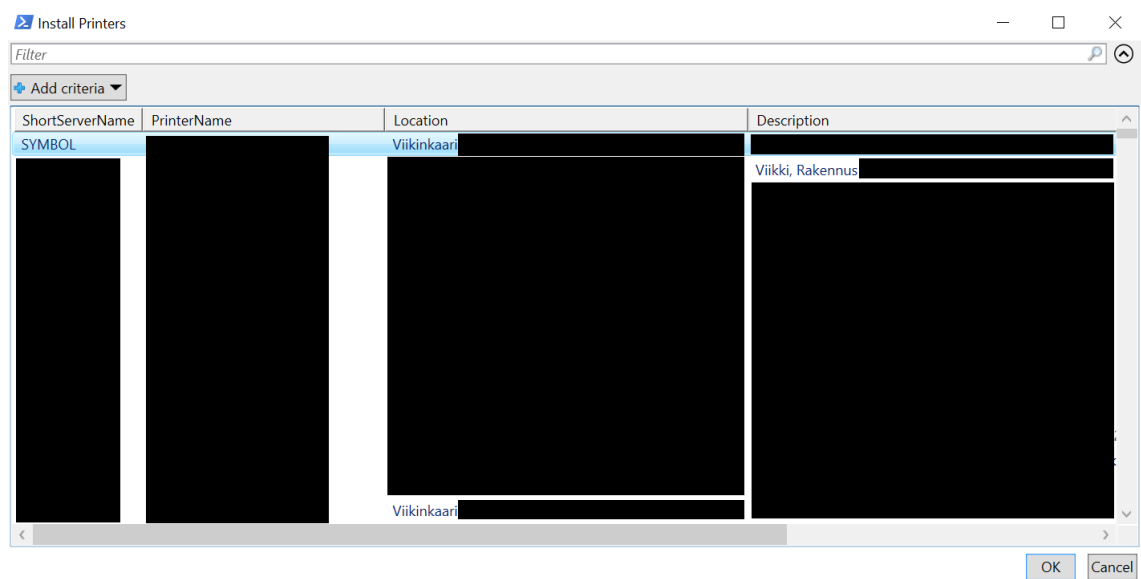 Install Printers
Filter
Add criteria
ShortServerName PrinterName Location Description
SYMBOL Viikinkaari
Viikki, Rakennus
Viikinkaari
OK Cancel